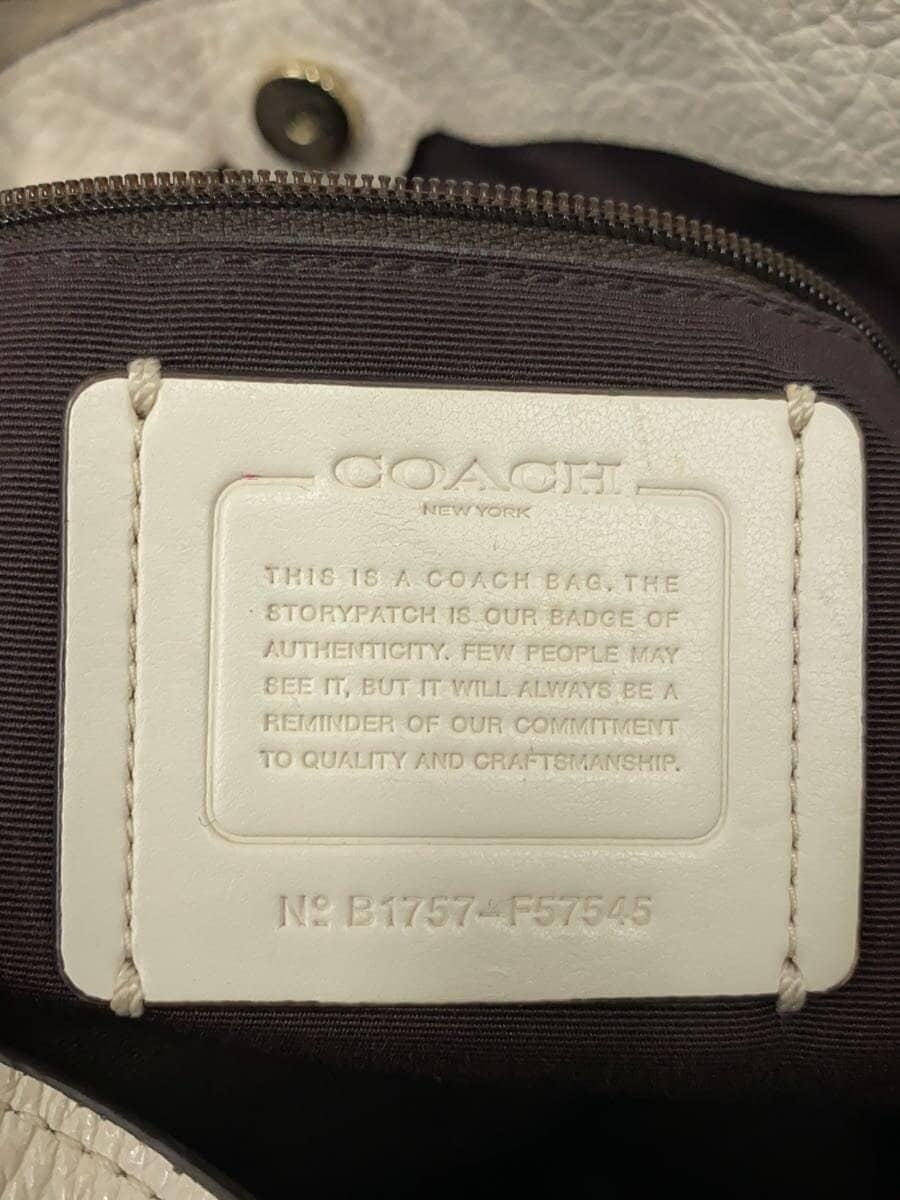 COACH
NEW YORK
THIS IS A COACH BAG. THE
STORYPATCH IS OUR BADGE OF
AUTHENTICITY. FEW PEOPLE MAY
SEE IT, BUT IT WILL ALWAYS BE A
REMINDER OF OUR COMMITMENT
TO QUALITY AND CRAFTSMANSHIP.
Nº B1757-F57545